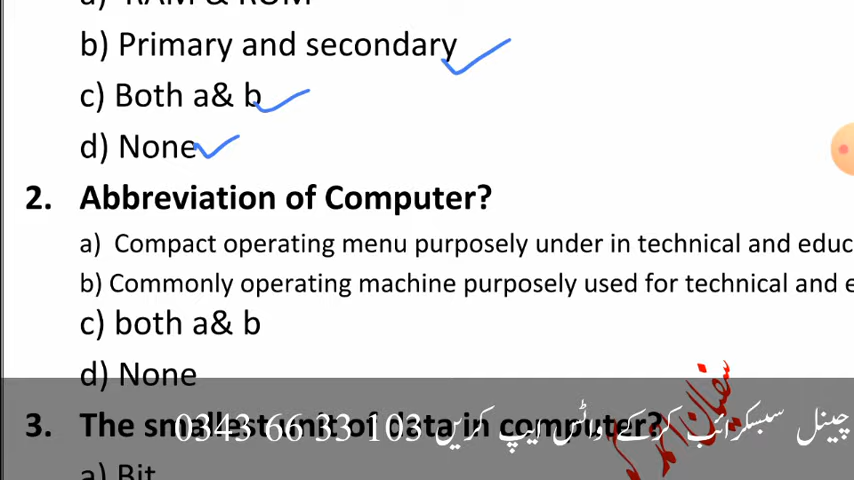 a) RAM & ROM
b) Primary and secondary
c) Both a& b
d) None
2. Abbreviation of Computer?
a) Compact operating menu purposely under in technical and educ
b) Commonly operating machine purposely used for technical and e
c) both a& b
d) None
3. The smallest unit of data in computer?
چینل سبسکرائب کرکے واٹس ایپ کریں 0343 66 33 103
a) Bit